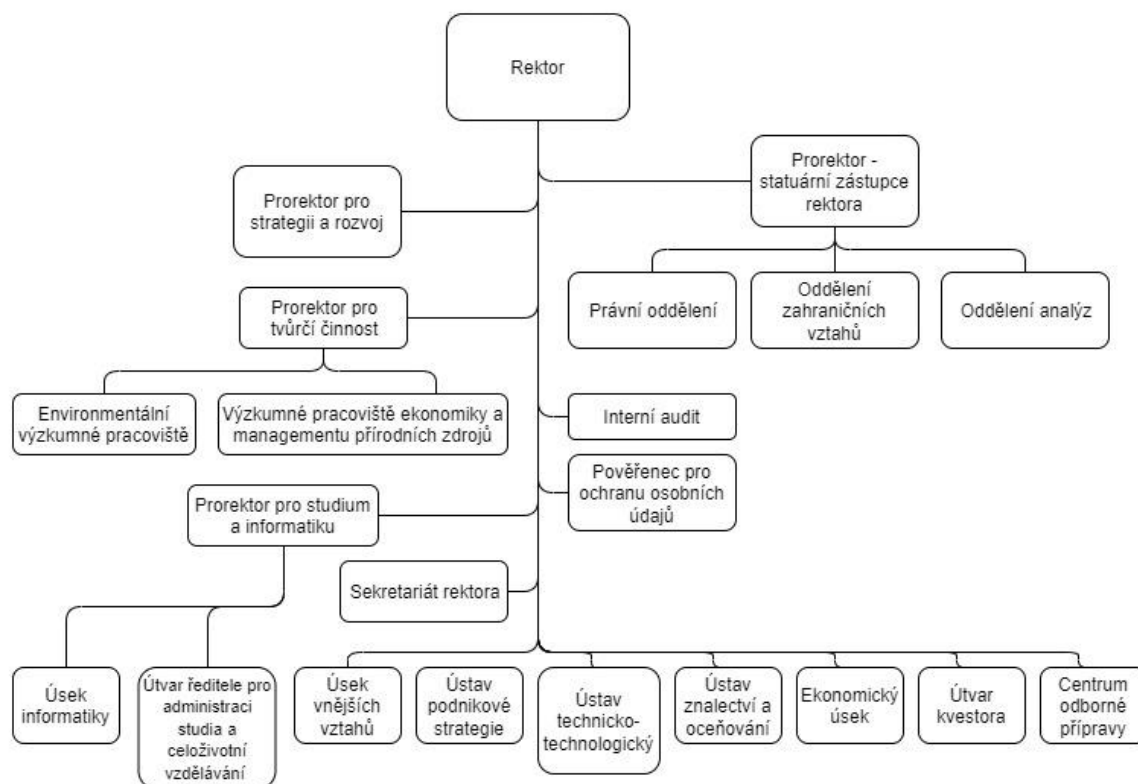 Rektor
Prorektor -
statuární zástupce
rektora
Prorektor pro
strategii a rozvoj
Prorektor pro
tvůrčí činnost
Právní oddělení
Oddělení
zahraničních
vztahů
Oddělení analýz
Environmentální
výzkumné pracoviště
Výzkumné pracoviště ekonomiky a
managementu přírodních zdrojů
Interní audit
Pověřenec pro
ochranu osobních
údajů
Prorektor pro studium
a informatiku
Sekretariát rektora
Úsek
informatiky
Útvar ředitele pro
administraci
studia a
celoživotní
vzdělávání
Úsek
vnějších
vztahů
Ústav
podnikové
strategie
Ústav
technicko-
technologický
Ústav
znalectví a
oceňování
Ekonomický
úsek
Útvar
kvestora
Centrum
odborné
přípravy